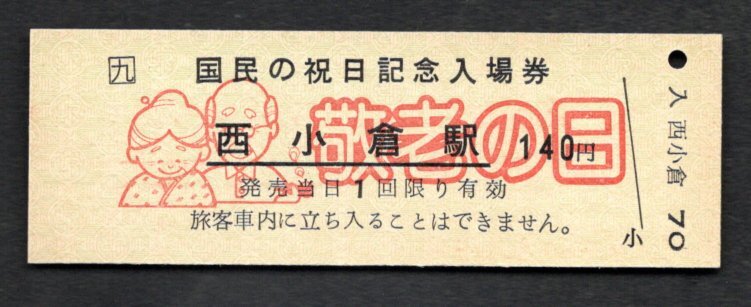 九
国民の祝日記念入場券
敬老の日
西小倉駅 140円
発売当日1回限り有効
旅客車内に立ち入ることはできません。
小
入 西小倉 70